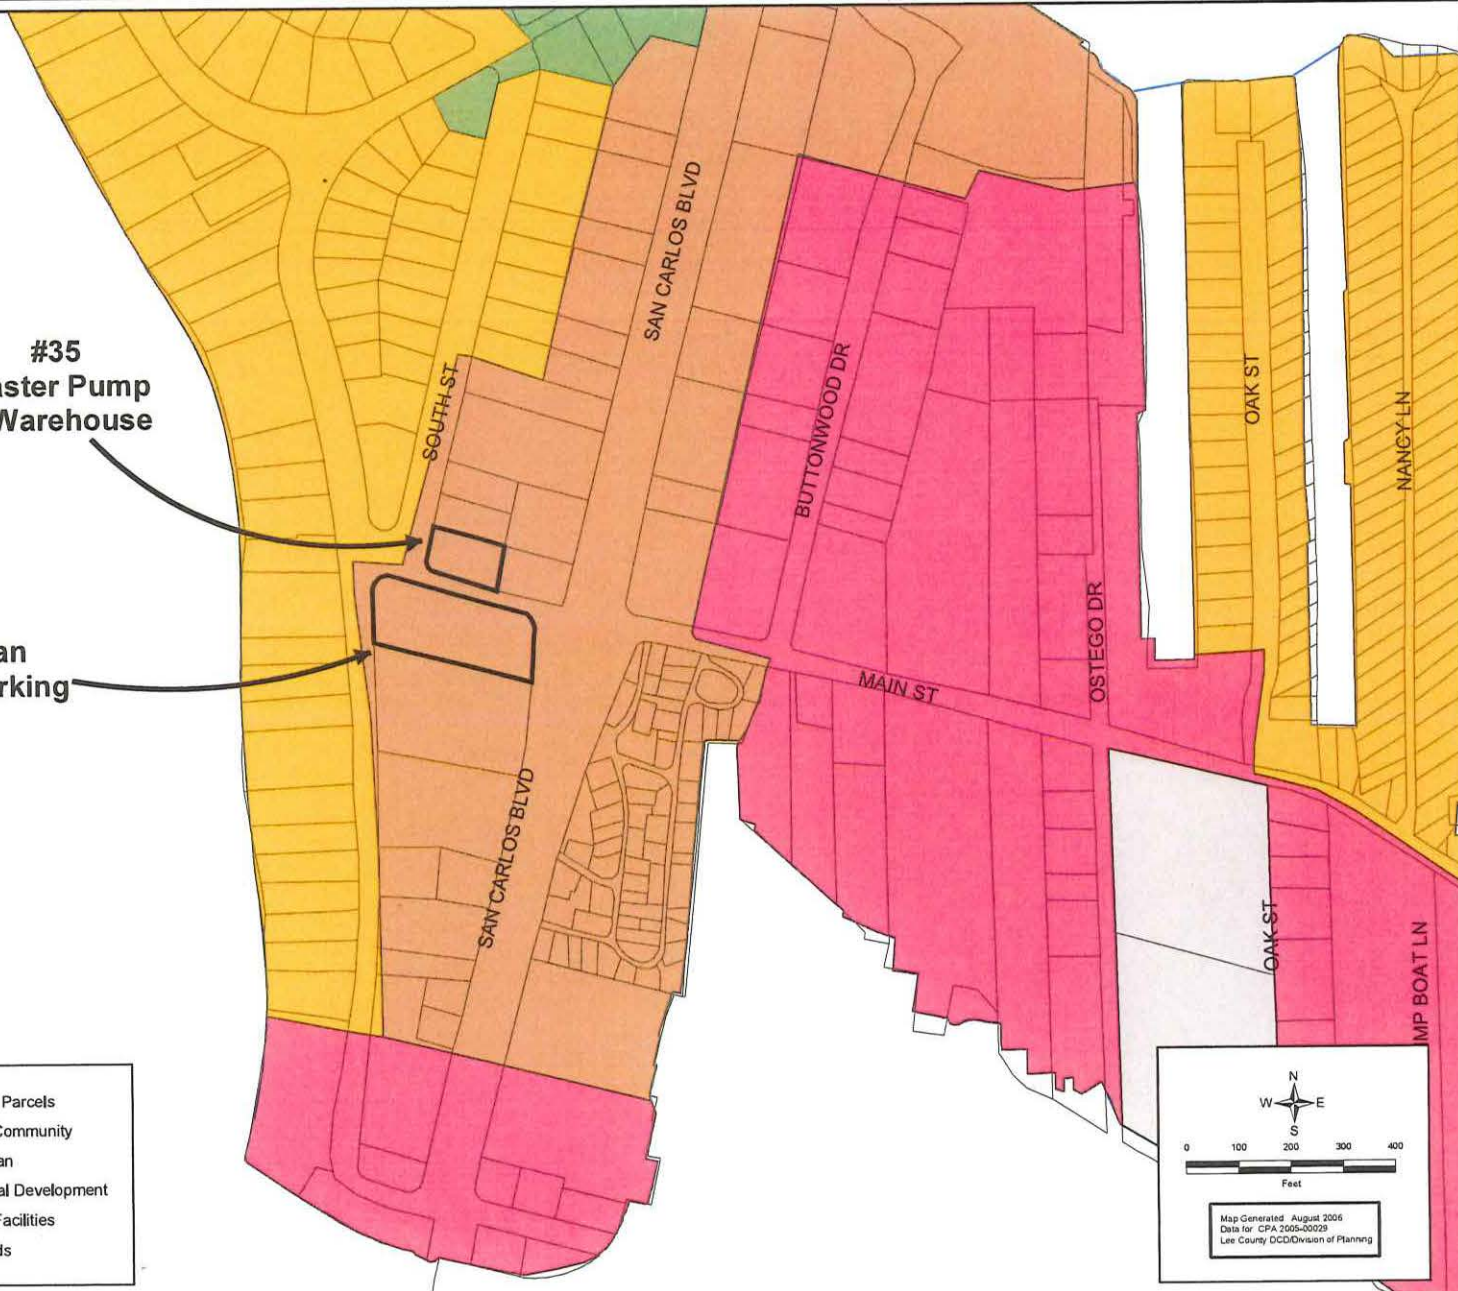 SAN CARLOS BLVD
#35
aster Pump
Warehouse
SOUTH ST
BUTTONWOOD DR
OAK ST
NANCY LN
an
rking
OSTEGO DR
MAIN ST
SAN CARLOS BLVD
OAK ST
MP BOAT LN
Parcels
Community
an
al Development
Facilities
ds
N
W E
S
0 100 200 300 400
Feet
Map Generated August 2006
Data for CPA 2005-00029
Lee County DCD/Division of Planning